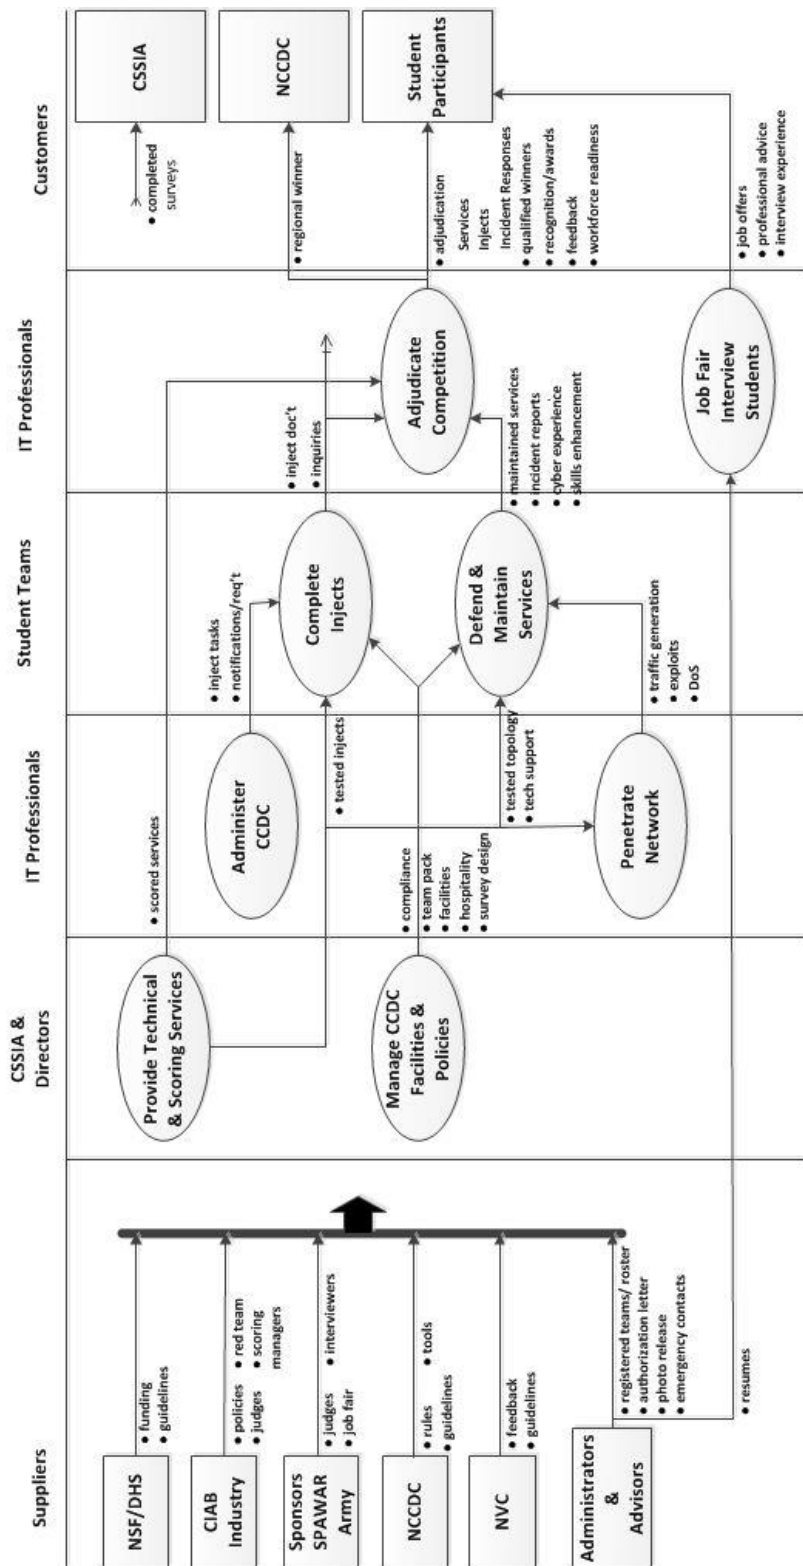 Suppliers
CSSIA &
Directors
IT Professionals
Student Teams
IT Professionals
Customers
NSF/DHS
● funding
● guidelines
CIAB
Industry
● policies
● judges
● red team
● scoring
managers
Sponsors
SPAWAR
Army
● judges
● job fair
● interviewers
NCCDC
● rules
● guidelines
● tools
NVC
● feedback
● guidelines
Administrators
&
Advisors
● registered teams/ roster
● authorization letter
● photo release
● emergency contacts
● resumes
Provide Technical
& Scoring Services
Manage CCDC
Facilities &
Policies
● scored services
Administer
CCDC
● tested injects
● compliance
● team pack
● facilities
● hospitality
● survey design
● tested topology
● tech support
Penetrate
Network
● inject tasks
● notifications/req't
Complete
Injects
Defend &
Maintain
Services
● traffic generation
● exploits
● DoS
● inject doc't
● inquiries
Adjudicate
Competition
● maintained services
● incident reports
● cyber experience
● skills enhancement
Job Fair
Interview
Students
● completed
surveys
CSSIA
● regional winner
NCCDC
● adjudication
Services
Injects
Incident Responses
● qualified winners
● recognition/awards
● feedback
● workforce readiness
Student
Participants
● job offers
● professional advice
● interview experience